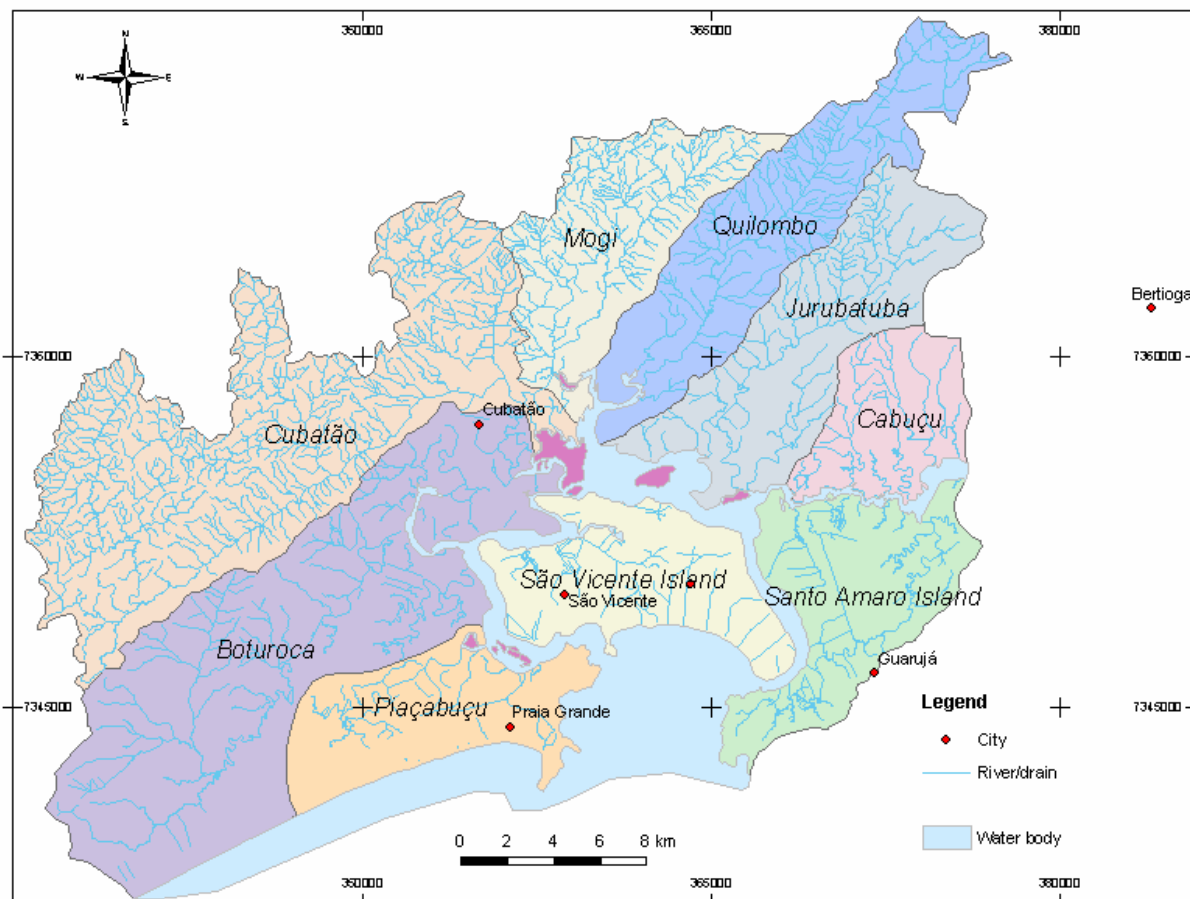 350000
365000
380000
N
W
E
S
Mogi
Quilombo
Jurubatuba
Bertioga
7360000
7360000
Cubatão
Cubatão
Cabuçu
São Vicente Island
São Vicente
Santo Amaro Island
Boturoca
Guarujá
Piaçabuçu
Praia Grande
7345000
7345000
Legend
City
River/drain
Water body
0 2 4 6 8 km
350000
365000
380000